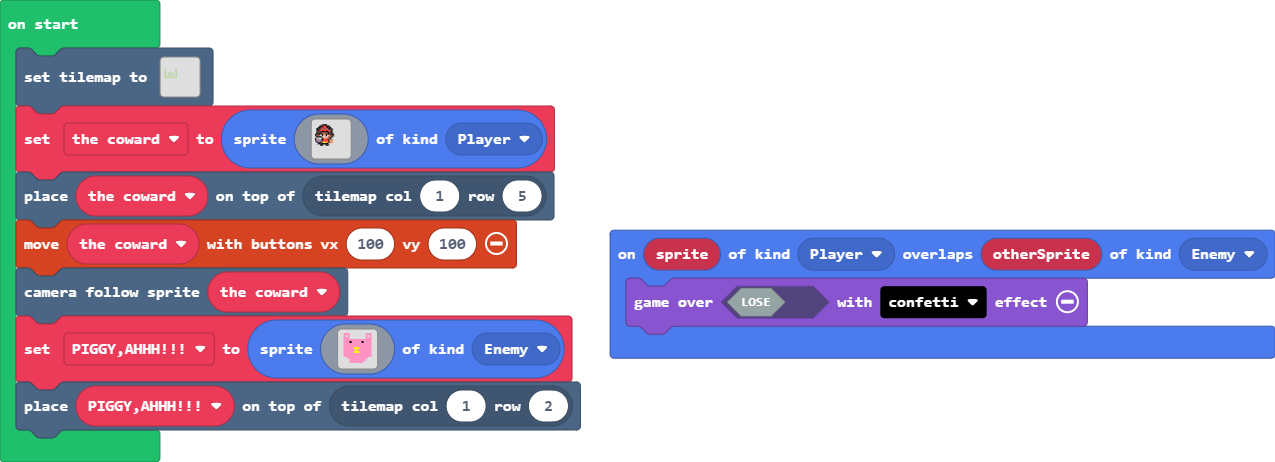 on start
set tilemap to
set the coward to sprite of kind Player
place the coward on top of tilemap col 1 row 5
move the coward with buttons vx 100 vy 100
camera follow sprite the coward
set PIGGY,AHHH!!! to sprite of kind Enemy
place PIGGY,AHHH!!! on top of tilemap col 1 row 2
on sprite of kind Player overlaps otherSprite of kind Enemy
game over LOSE with confetti effect